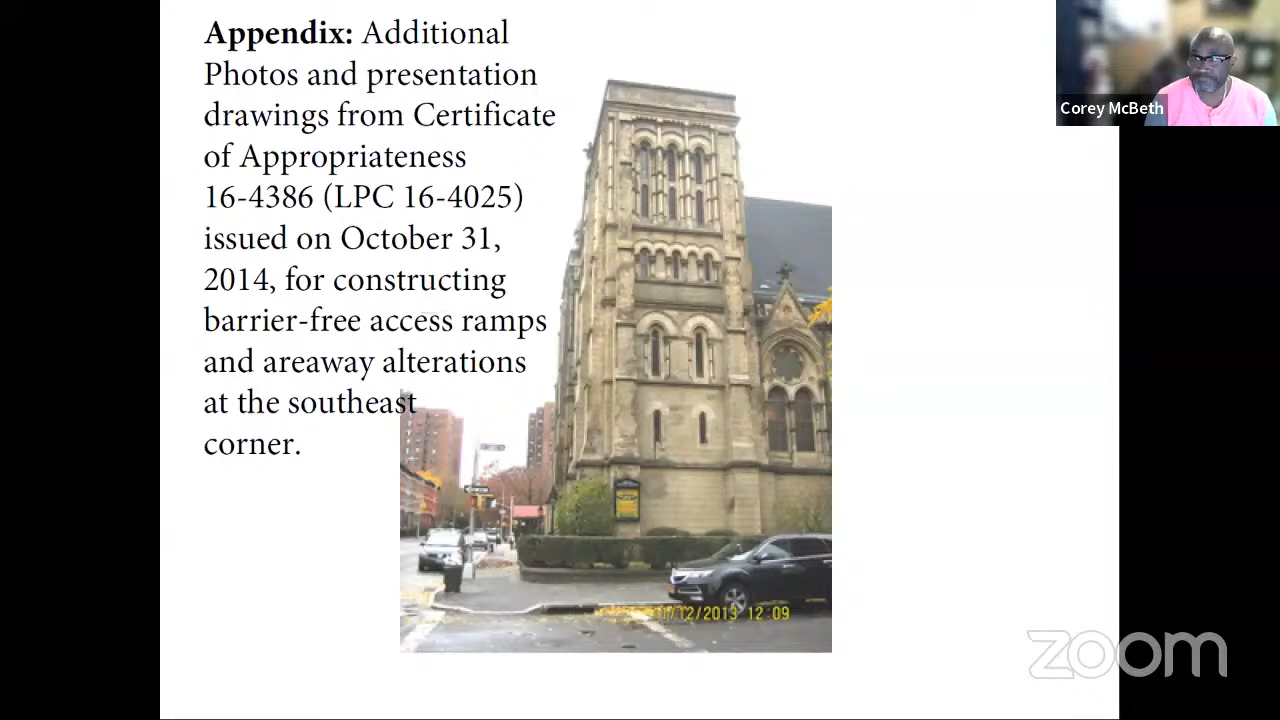 Appendix: Additional
Photos and presentation
drawings from Certificate
of Appropriateness
16-4386 (LPC 16-4025)
issued on October 31,
2014, for constructing
barrier-free access ramps
and areaway alterations
at the southeast
corner.
Corey McBeth
/12/2013 12:09
zoom